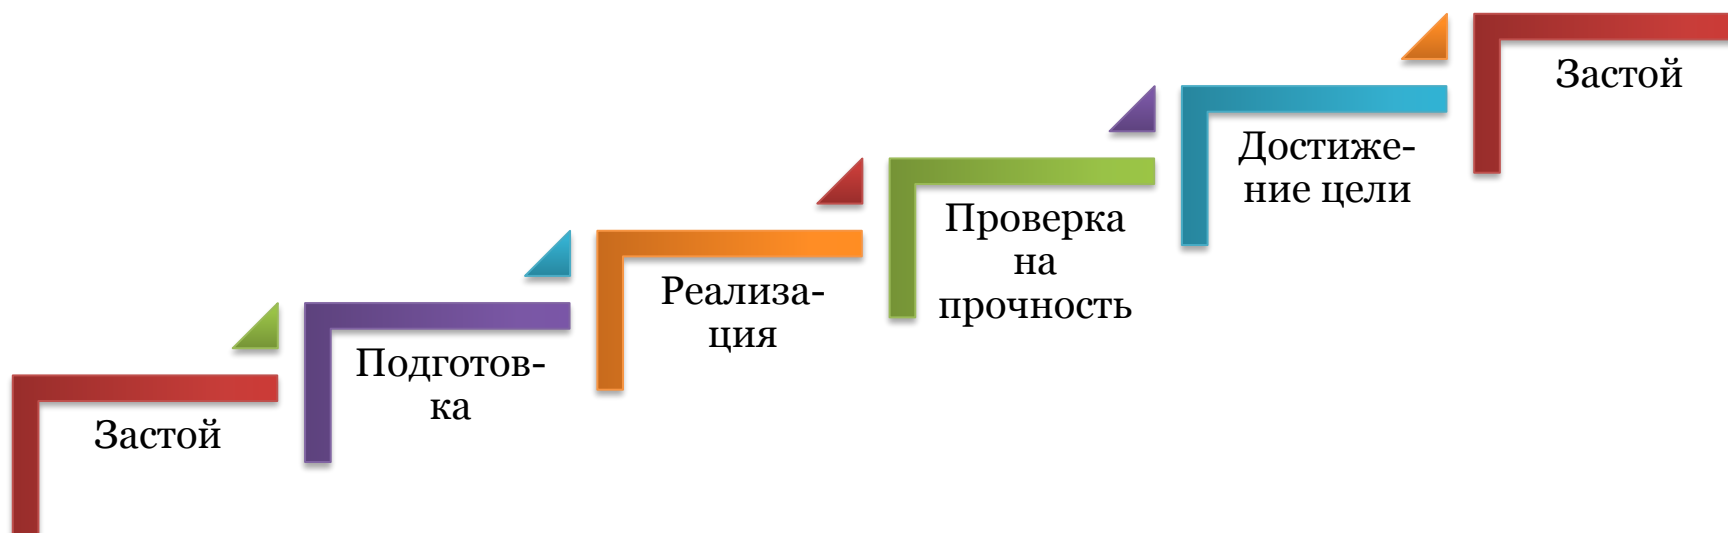 Застой
Подготов-
ка
Реализа-
ция
Проверка
на
прочность
Достиже-
ние цели
Застой